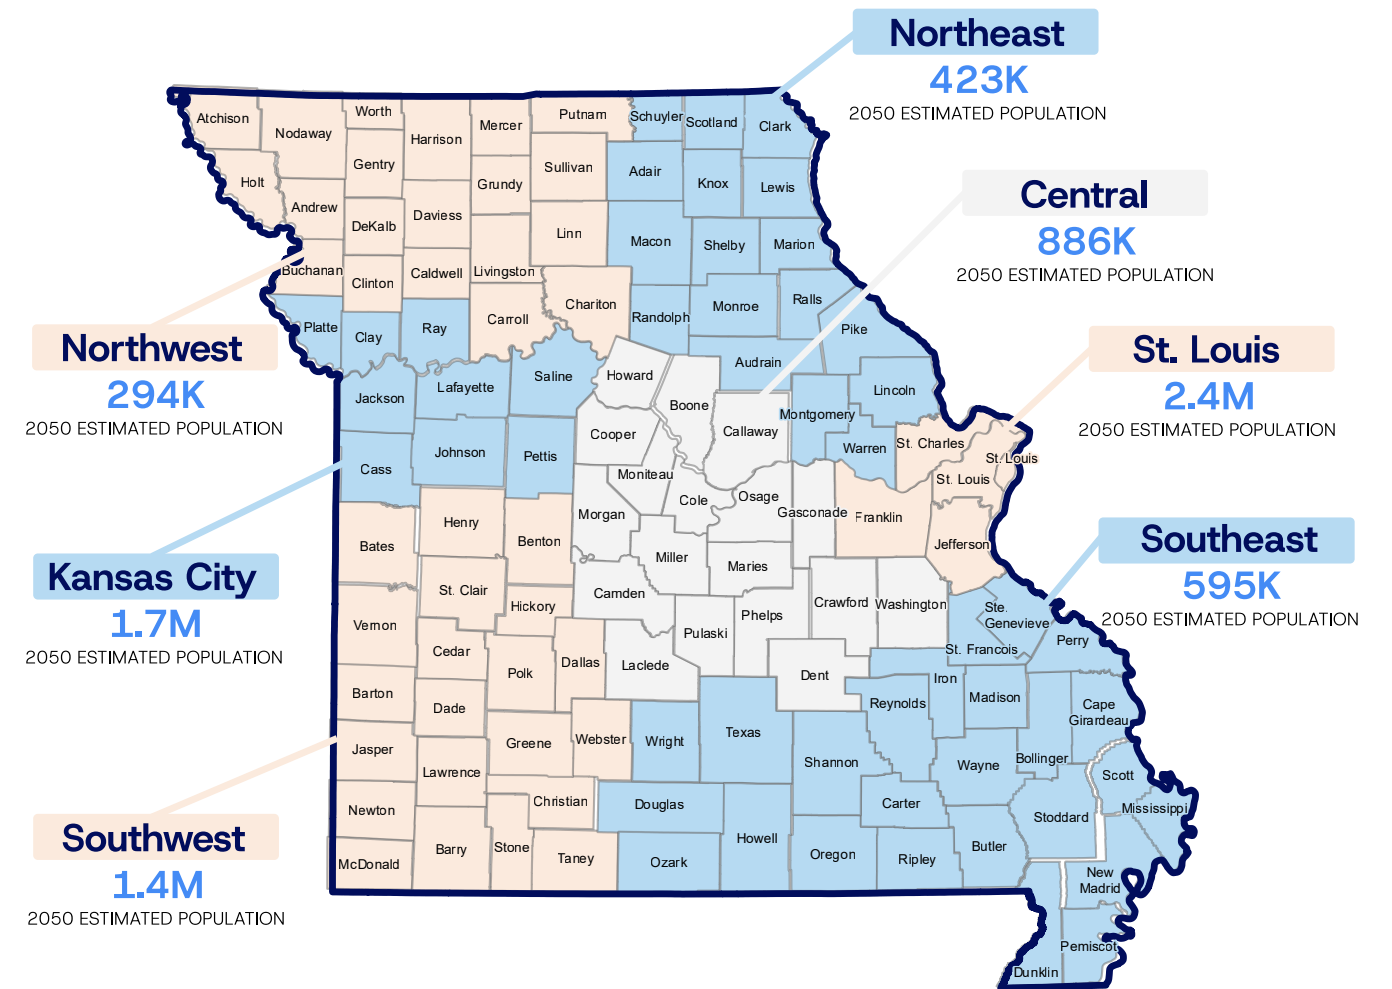 Northeast
423K
2050 ESTIMATED POPULATION
Central
886K
2050 ESTIMATED POPULATION
St. Louis
2.4M
2050 ESTIMATED POPULATION
Southeast
595K
2050 ESTIMATED POPULATION
Northwest
294K
2050 ESTIMATED POPULATION
Kansas City
1.7M
2050 ESTIMATED POPULATION
Southwest
1.4M
2050 ESTIMATED POPULATION
Atchison
Nodaway
Worth
Harrison
Mercer
Putnam
Schuyler
Scotland
Clark
Gentry
Sullivan
Adair
Knox
Lewis
Holt
Andrew
Grundy
DeKalb
Daviess
Linn
Macon
Shelby
Marion
Buchanan
Clinton
Caldwell
Livingston
Chariton
Randolph
Monroe
Ralls
Pike
Platte
Clay
Ray
Carroll
Audrain
Lincoln
Jackson
Lafayette
Saline
Howard
Boone
Callaway
Montgomery
Warren
St. Charles
St. Louis
St. Louis
Cass
Johnson
Pettis
Cooper
Moniteau
Cole
Osage
Gasconade
Franklin
Jefferson
Bates
Henry
Benton
Morgan
Miller
Maries
St. Clair
Hickory
Camden
Phelps
Crawford
Washington
Ste.
Genevieve
St. Francois
Perry
Vernon
Cedar
Polk
Dallas
Laclede
Pulaski
Dent
Iron
Madison
Reynolds
Cape
Girardeau
Barton
Dade
Greene
Webster
Wright
Texas
Shannon
Wayne
Bollinger
Scott
Mississippi
Jasper
Lawrence
Christian
Douglas
Carter
Stoddard
Newton
McDonald
Barry
Stone
Taney
Ozark
Howell
Oregon
Ripley
Butler
New
Madrid
Pemiscot
Dunklin